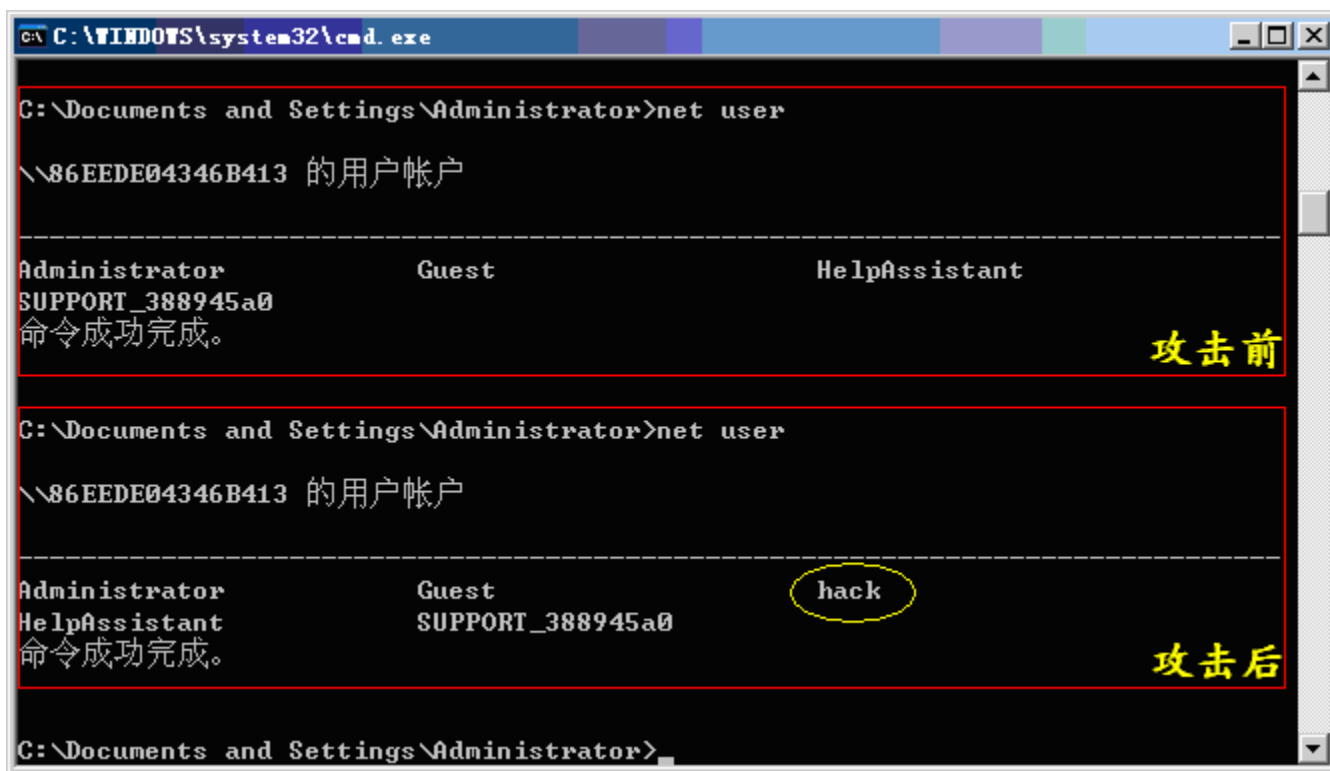 C:\WINDOWS\system32\cmd.exe
C:\Documents and Settings\Administrator>net user
\\86EEDE04346B413 的用户帐户
-------------------------------------------------------------------------------
Administrator Guest HelpAssistant
SUPPORT_388945a0
命令成功完成。
攻击前
C:\Documents and Settings\Administrator>net user
\\86EEDE04346B413 的用户帐户
-------------------------------------------------------------------------------
Administrator Guest hack
HelpAssistant SUPPORT_388945a0
命令成功完成。
攻击后
C:\Documents and Settings\Administrator>_